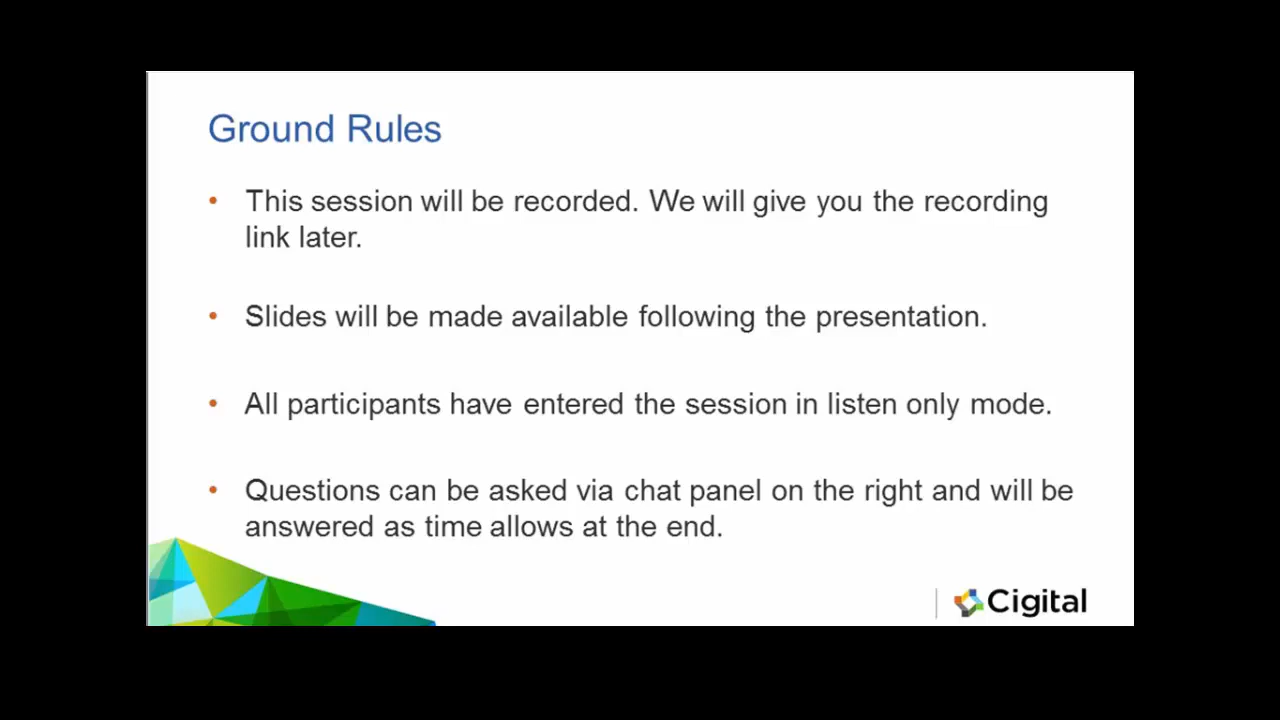 Ground Rules
• This session will be recorded. We will give you the recording
link later.
• Slides will be made available following the presentation.
• All participants have entered the session in listen only mode.
• Questions can be asked via chat panel on the right and will be
answered as time allows at the end.
Cigital